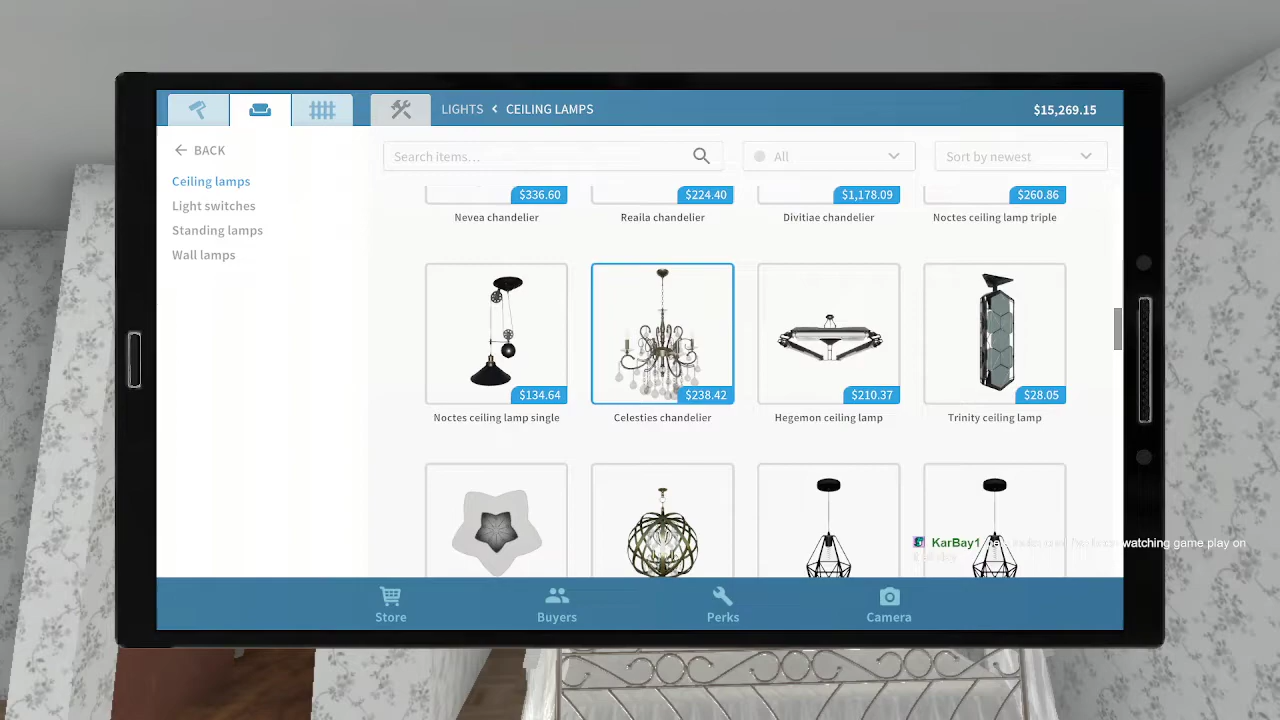 LIGHTS < CEILING LAMPS
$15,269.15
BACK
Search items...
All
Sort by newest
Ceiling lamps
Light switches
Standing lamps
Wall lamps
$336.60
$224.40
$1,178.09
$260.86
Nevea chandelier
Reaila chandelier
Divitiae chandelier
Noctes ceiling lamp triple
$134.64
$238.42
$210.37
$28.05
Noctes ceiling lamp single
Celesties chandelier
Hegemon ceiling lamp
Trinity ceiling lamp
KarBay1 watching game play on
Store
Buyers
Perks
Camera